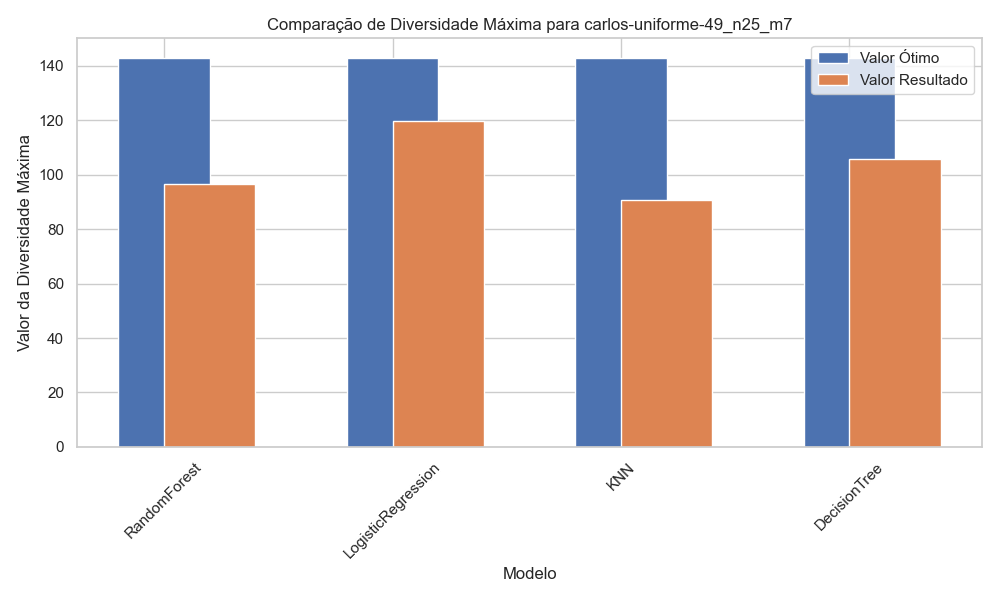 Comparação de Diversidade Máxima para carlos-uniforme-49_n25_m7
Valor Ótimo
Valor Resultado
Valor da Diversidade Máxima
140
120
100
80
60
40
20
0
RandomForest
LogisticRegression
KNN
DecisionTree
Modelo